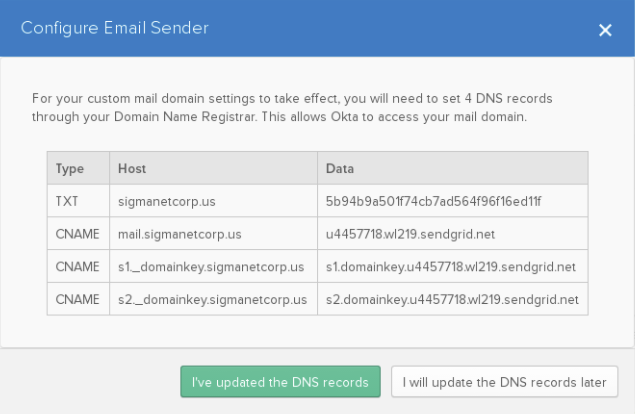 Configure Email Sender
For your custom mail domain settings to take effect, you will need to set 4 DNS records
through your Domain Name Registrar. This allows Okta to access your mail domain.
Type Host Data
TXT sigmanetcorp.us 5b94b9a501f74cb7ad564f96f16ed11f
CNAME mail.sigmanetcorp.us u4457718.wl219.sendgrid.net
CNAME s1._domainkey.sigmanetcorp.us s1.domainkey.u4457718.wl219.sendgrid.net
CNAME s2._domainkey.sigmanetcorp.us s2.domainkey.u4457718.wl219.sendgrid.net
I've updated the DNS records I will update the DNS records later